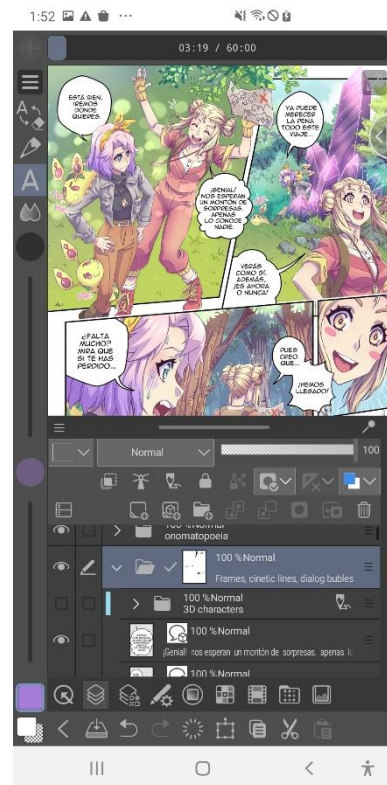 1:52
03:19 / 60:00
ESTÁ BIEN,
IREMOS
DONDE
QUIERES.
YA PUEDE
MERECER
LA PENA
TODO ESTE
VIAJE...
¡GENIAL!
NOS ESPERAN
UN MONTÓN DE
SORPRESAS.
APENAS
LO CONOCE
NADIE.
VERÁS
COMO SÍ.
ADEMÁS,
¡ES AHORA
O NUNCA!
¿FALTA
MUCHO?
MIRA QUE
SI TE HAS
PERDIDO...
PUES
CREO
QUE...
¡HEMOS
LLEGADO!
Normal
100
100 %Normal
onomatopoeia
100 %Normal
Frames, cinetic lines, dialog bubles
100 %Normal
3D characters
100 %Normal
¡Genial! nos esperan un montón de sorpresas. apenas lo
100 %Normal